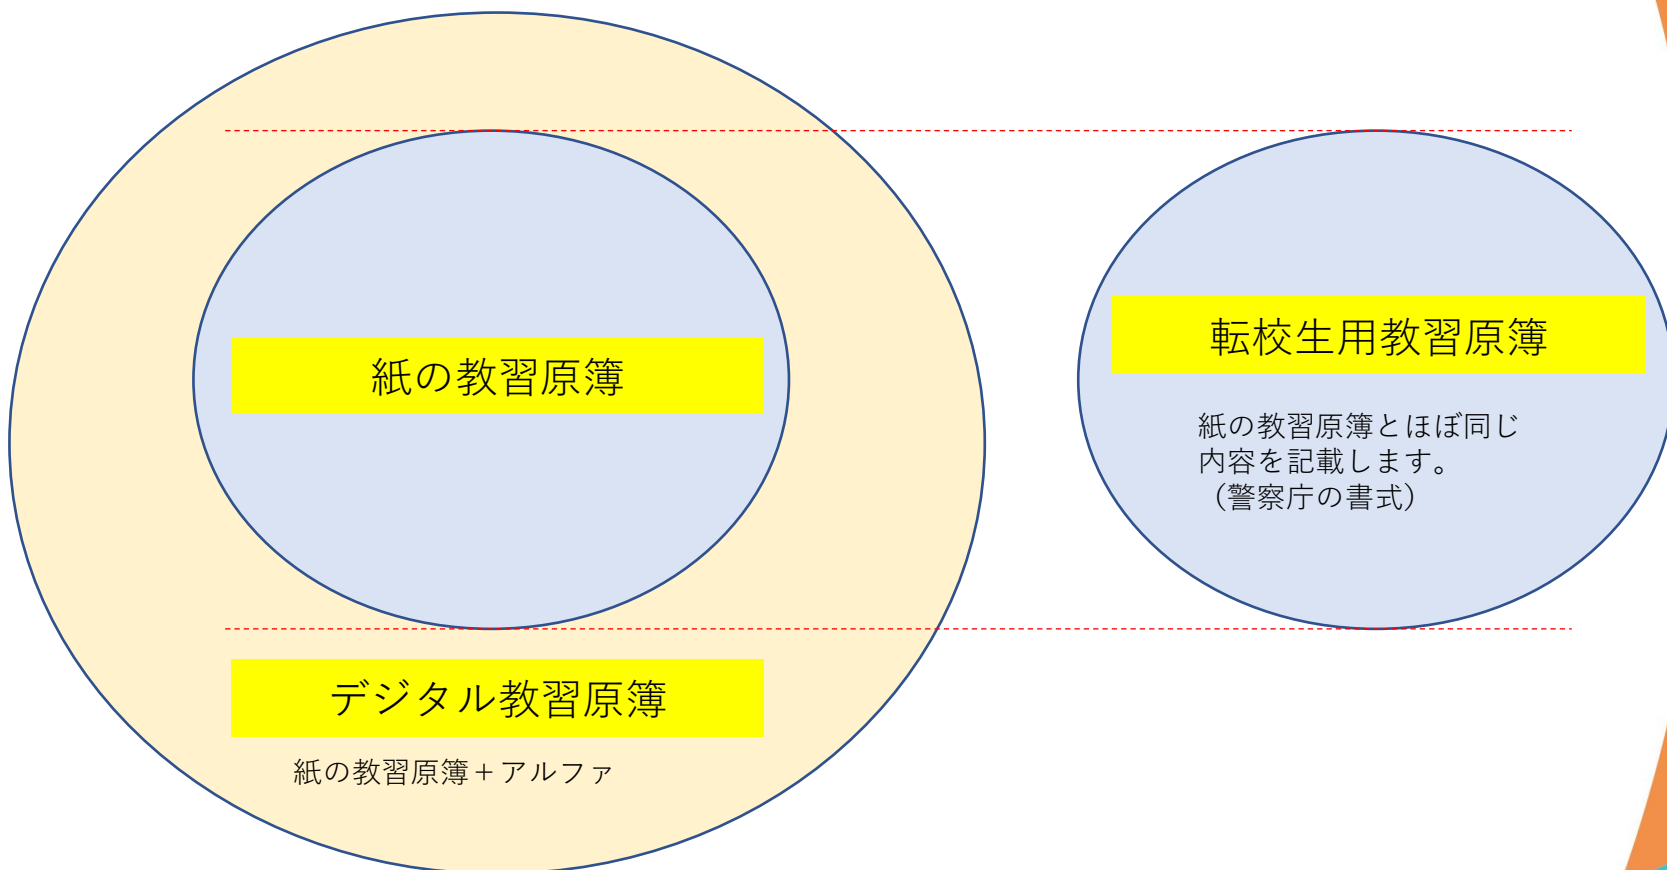 紙の教習原簿
デジタル教習原簿
紙の教習原簿+アルファ
転校生用教習原簿
紙の教習原簿とほぼ同じ
内容を記載します。
(警察庁の書式)